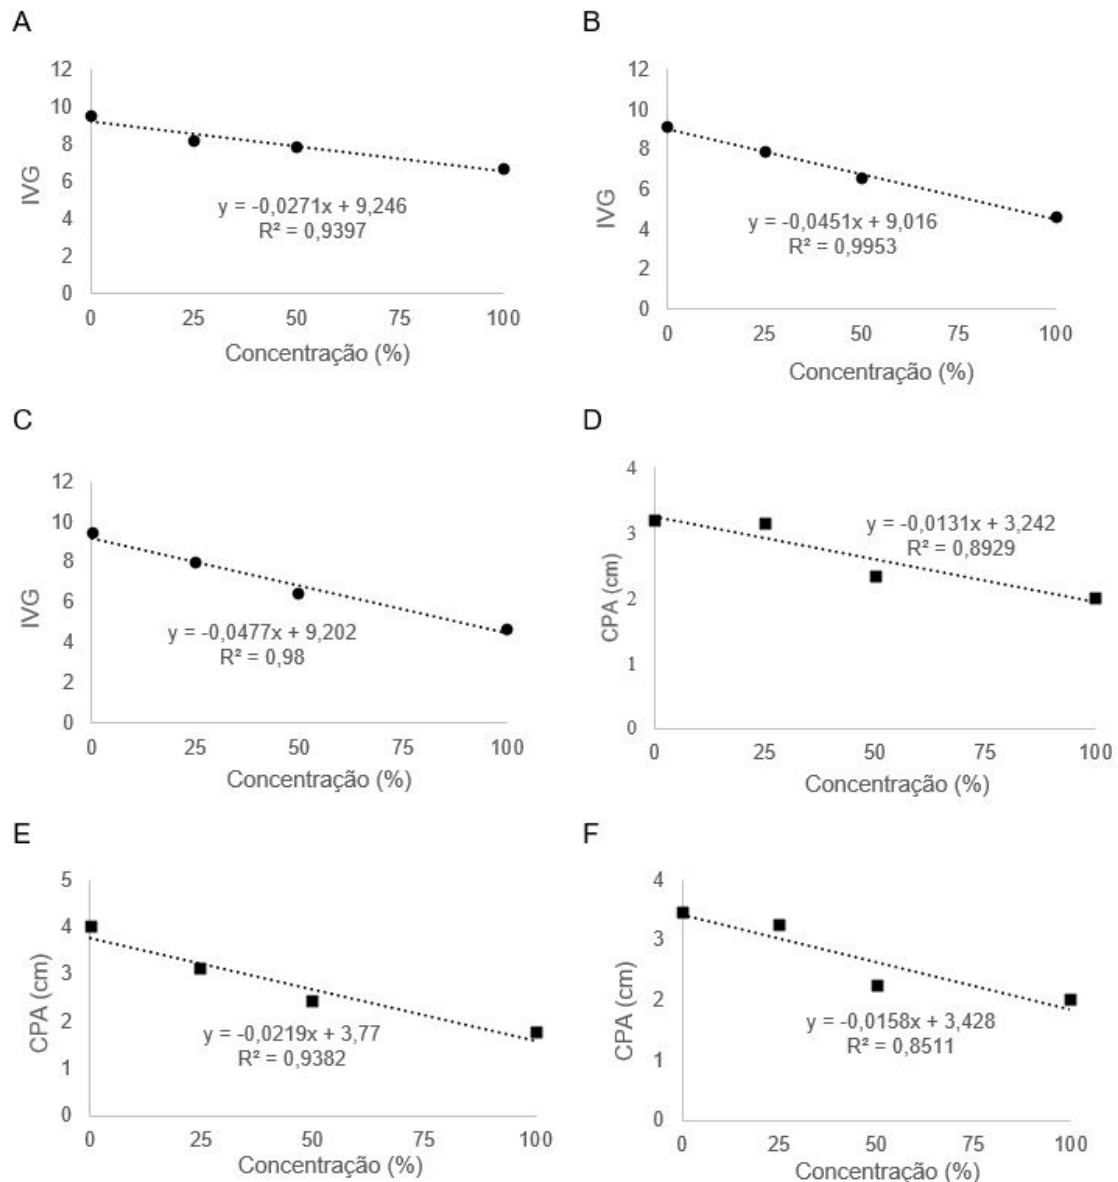 A
12
10
8
6
4
2
0
IVG
y = -0,0271x + 9,246
R² = 0,9397
0 25 50 75 100
Concentração (%)
B
12
10
8
6
4
2
0
IVG
y = -0,0451x + 9,016
R² = 0,9953
0 25 50 75 100
Concentração (%)
C
12
10
8
6
4
2
0
IVG
y = -0,0477x + 9,202
R² = 0,98
0 25 50 75 100
Concentração (%)
D
4
3
2
1
0
CPA (cm)
y = -0,0131x + 3,242
R² = 0,8929
0 25 50 75 100
Concentração (%)
E
5
4
3
2
1
0
CPA (cm)
y = -0,0219x + 3,77
R² = 0,9382
0 25 50 75 100
Concentração (%)
F
4
3
2
1
0
CPA (cm)
y = -0,0158x + 3,428
R² = 0,8511
0 25 50 75 100
Concentração (%)